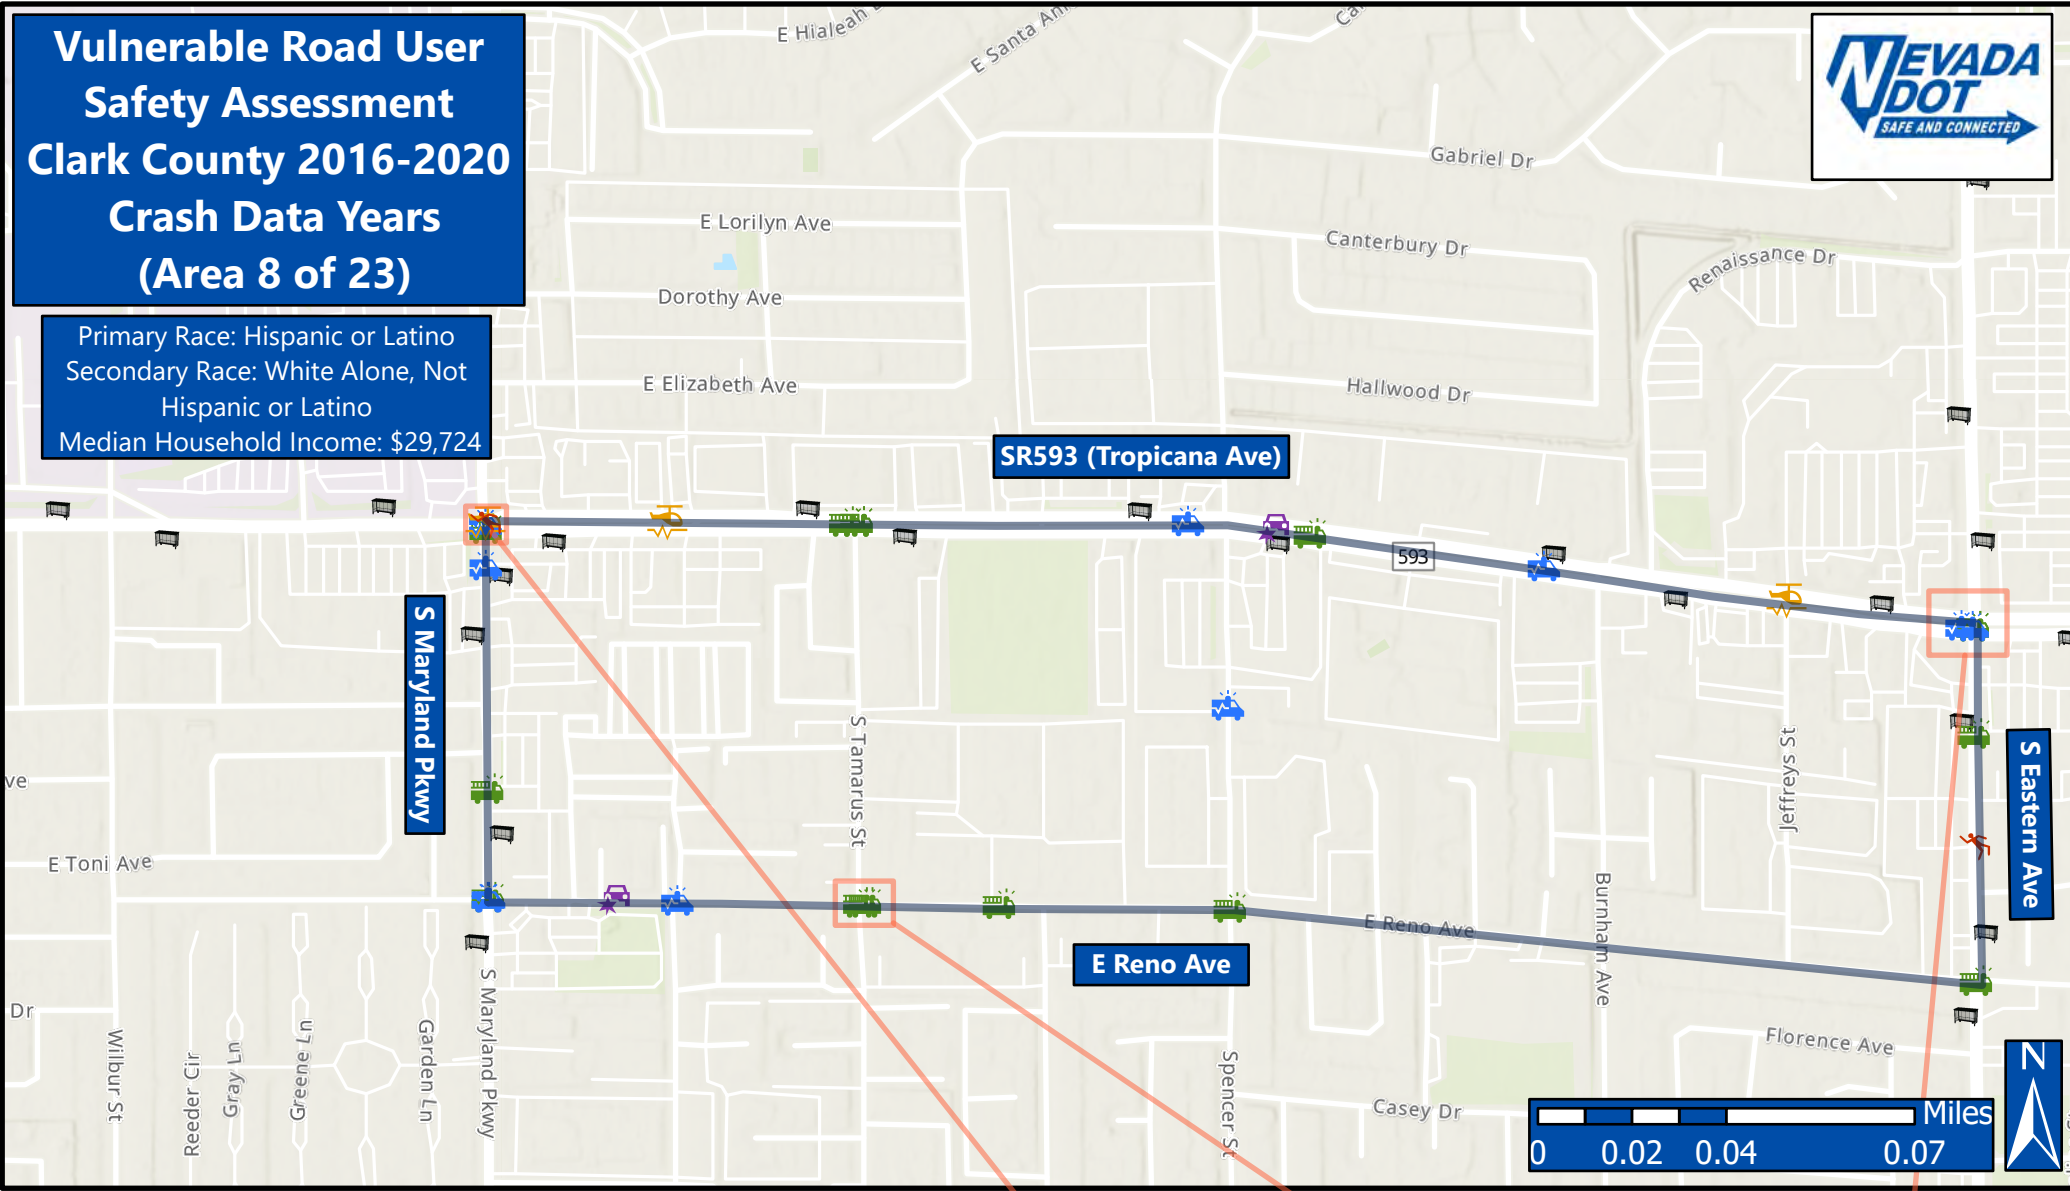 Vulnerable Road User
Safety Assessment
Clark County 2016-2020
Crash Data Years
(Area 8 of 23)
Primary Race: Hispanic or Latino
Secondary Race: White Alone, Not
Hispanic or Latino
Median Household Income: $29,724
NEVADA
DOT
SAFE AND CONNECTED
E Hialeah
E Santa
Gabriel Dr
E Lorilyn Ave
Canterbury Dr
Renaissance Dr
Dorothy Ave
E Elizabeth Ave
Hallwood Dr
SR593 (Tropicana Ave)
593
S Maryland Pkwy
S Tamarus St
Jeffreys St
S Eastern Ave
ve
E Toni Ave
E Reno Ave
E Reno Ave
Burnham Ave
Dr
Wilbur St
Reeder Cir
Gray Ln
Greene Ln
Garden Ln
S Maryland Pkwy
Spencer St
Florence Ave
Casey Dr
N
Miles
0 0.02 0.04 0.07